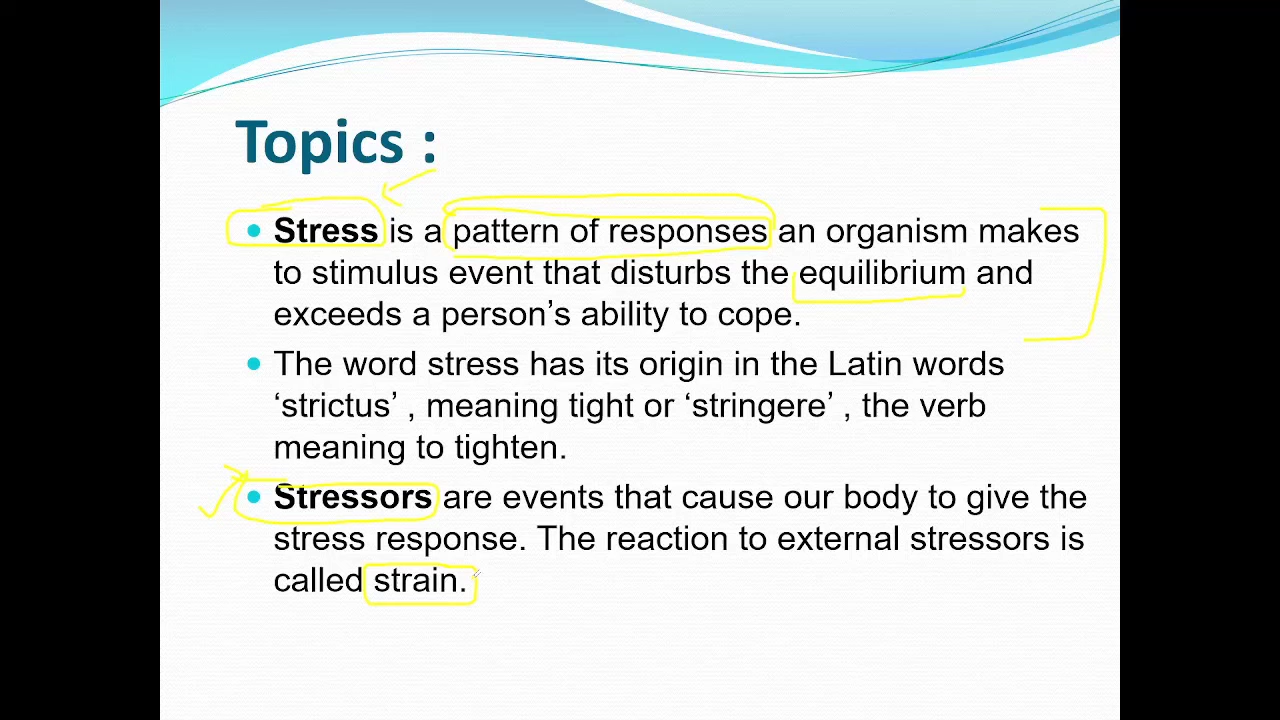 Topics :
• Stress is a pattern of responses an organism makes
to stimulus event that disturbs the equilibrium and
exceeds a person’s ability to cope.
• The word stress has its origin in the Latin words
‘strictus’ , meaning tight or ‘stringere’ , the verb
meaning to tighten.
• Stressors are events that cause our body to give the
stress response. The reaction to external stressors is
called strain.